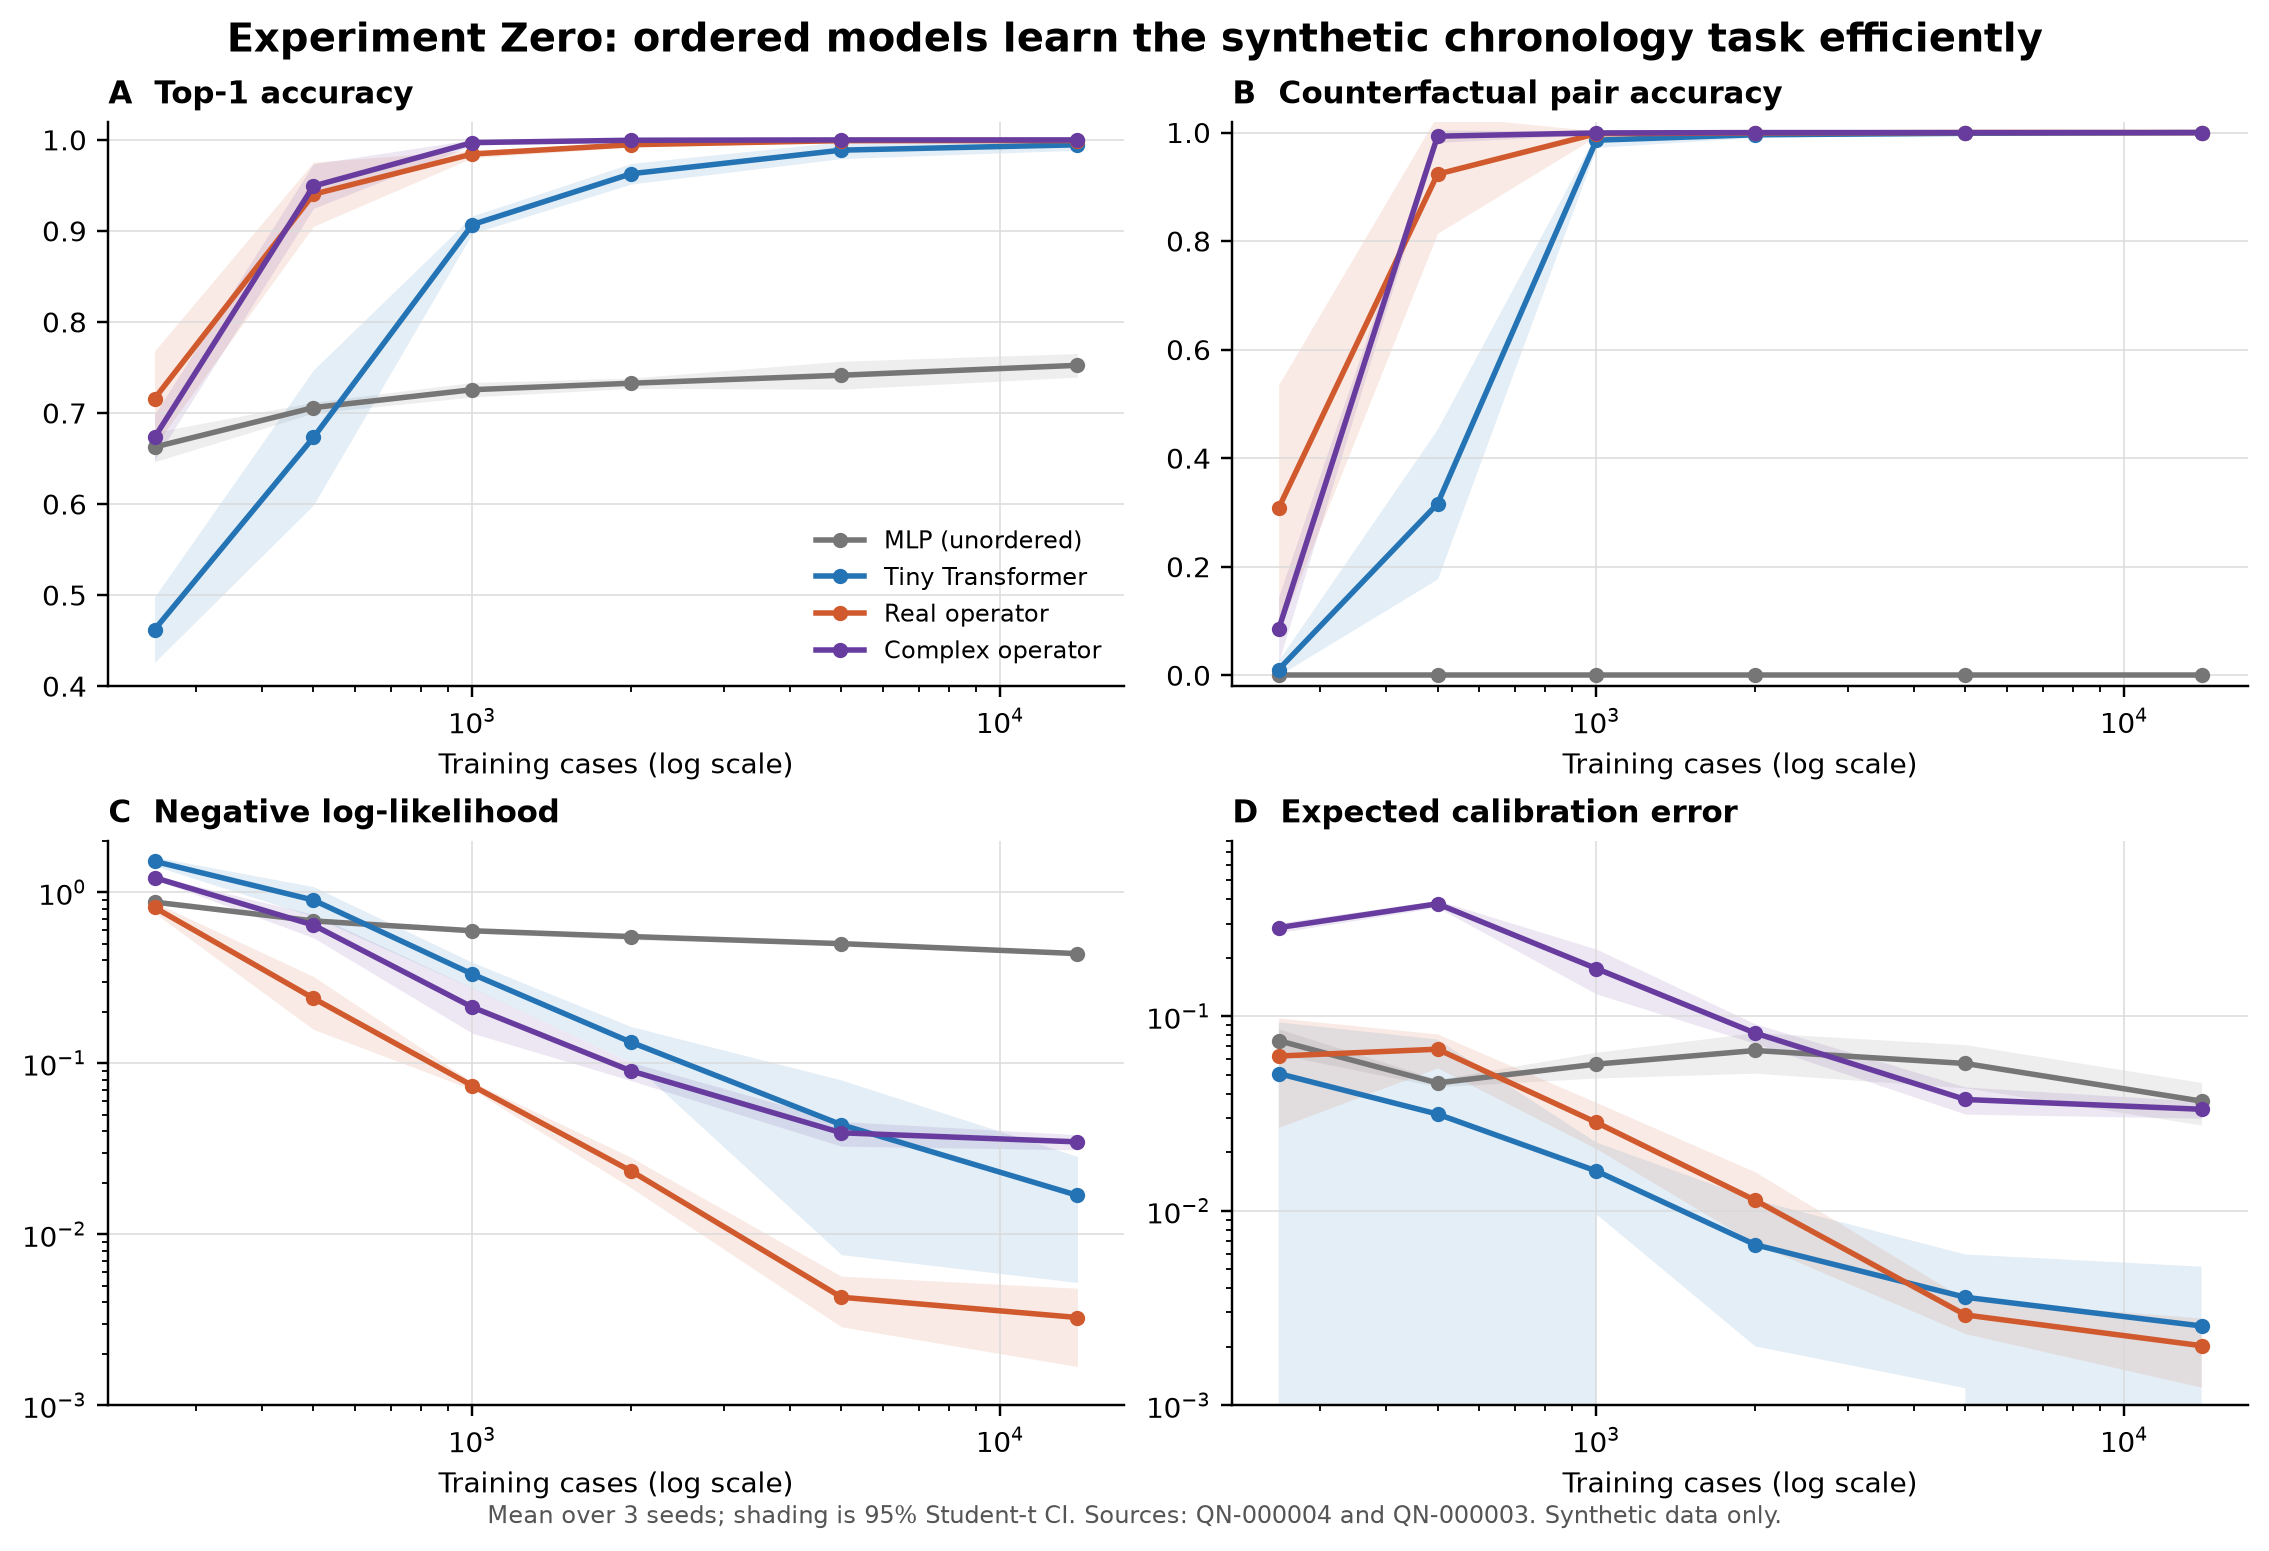 Experiment Zero: ordered models learn the synthetic chronology task efficiently
A Top-1 accuracy
1.0
0.9
0.8
0.7
0.6
0.5
0.4
MLP (unordered)
Tiny Transformer
Real operator
Complex operator
10³
10⁴
Training cases (log scale)
B Counterfactual pair accuracy
1.0
0.8
0.6
0.4
0.2
0.0
10³
10⁴
Training cases (log scale)
C Negative log-likelihood
10⁰
10⁻¹
10⁻²
10⁻³
10³
10⁴
Training cases (log scale)
D Expected calibration error
10⁻¹
10⁻²
10⁻³
10³
10⁴
Training cases (log scale)
Mean over 3 seeds; shading is 95% Student-t CI. Sources: QN-000004 and QN-000003. Synthetic data only.